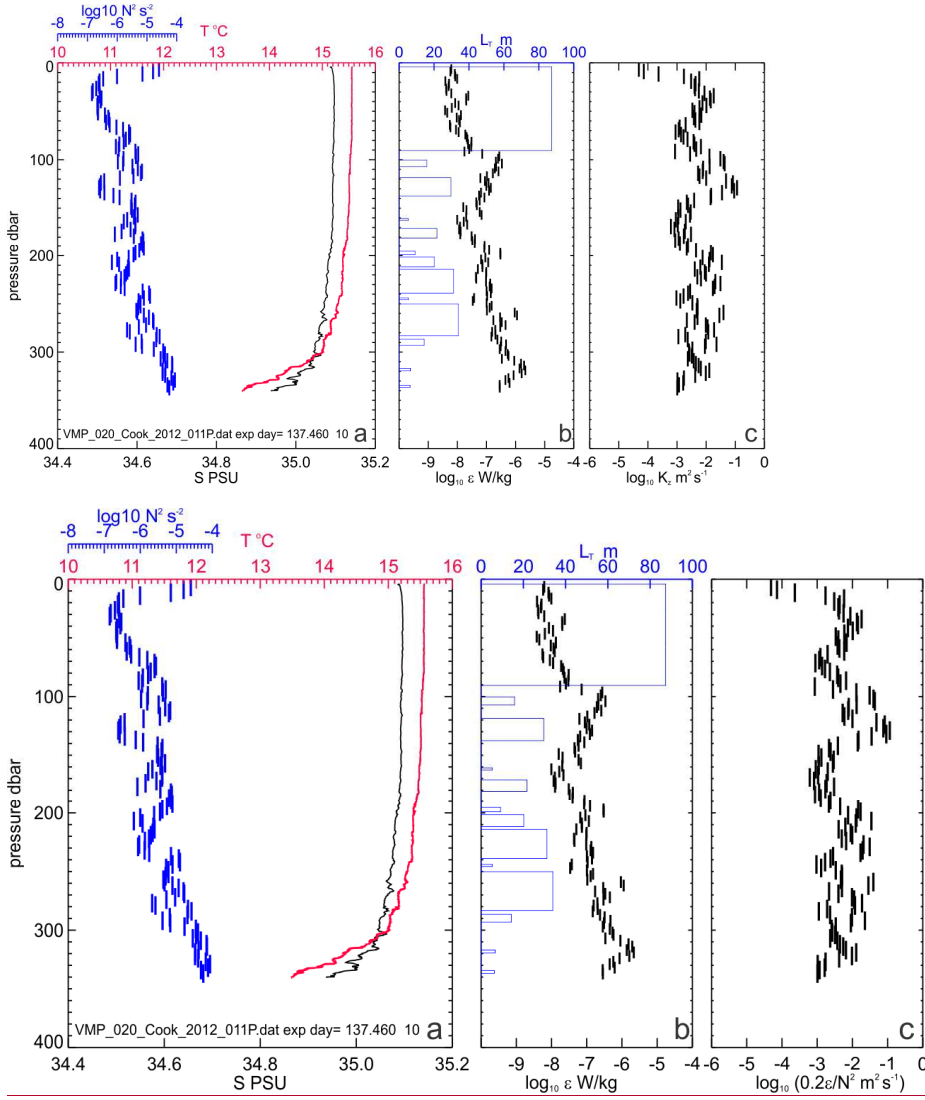 log10 N² s⁻²
-8 -7 -6 -5 -4
T °C
10 11 12 13 14 15 16
L_T m
0 20 40 60 80 100
0
100
200
300
400
pressure dbar
VMP_020_Cook_2012_011P.dat exp day= 137.460 10
a
b
c
34.4 34.6 34.8 35.0 35.2
S PSU
-9 -8 -7 -6 -5 -4
log₁₀ ε W/kg
-6 -5 -4 -3 -2 -1 0
log₁₀ K_z m² s⁻¹
log10 N² s⁻²
-8 -7 -6 -5 -4
T °C
10 11 12 13 14 15 16
L_T m
0 20 40 60 80 100
0
100
200
300
400
pressure dbar
VMP_020_Cook_2012_011P.dat exp day= 137.460 10
a
b
c
34.4 34.6 34.8 35.0 35.2
S PSU
-9 -8 -7 -6 -5 -4
log₁₀ ε W/kg
-6 -5 -4 -3 -2 -1 0
log₁₀ (0.2ε/N² m² s⁻¹)